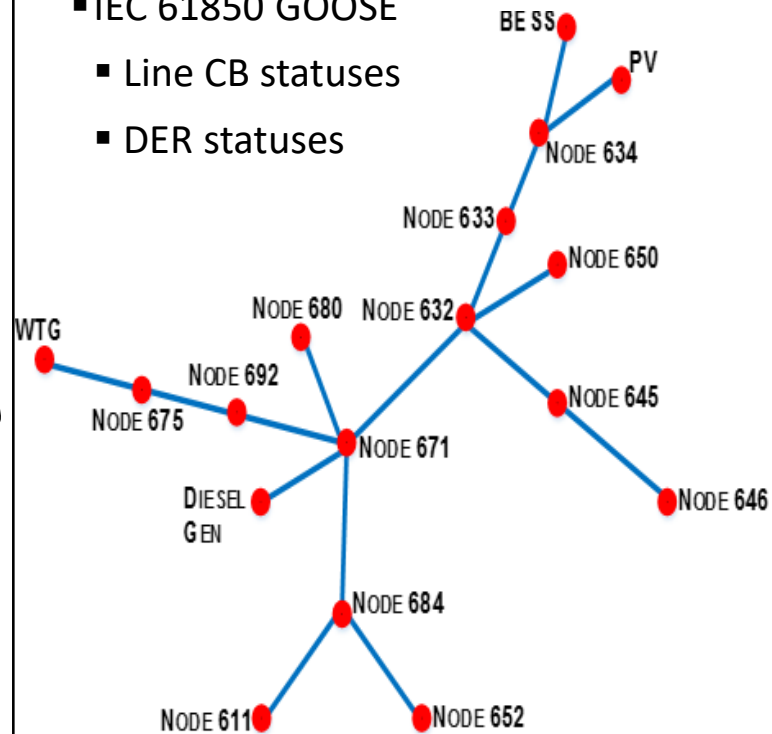 ▪IEC 61850 GOOSE
▪ Line CB statuses
▪ DER statuses
BESS
PV
NODE 634
NODE 633
NODE 650
NODE 680
NODE 632
WTG
NODE 692
NODE 675
NODE 645
NODE 671
DIESEL
GEN
NODE 646
NODE 684
NODE 611
NODE 652